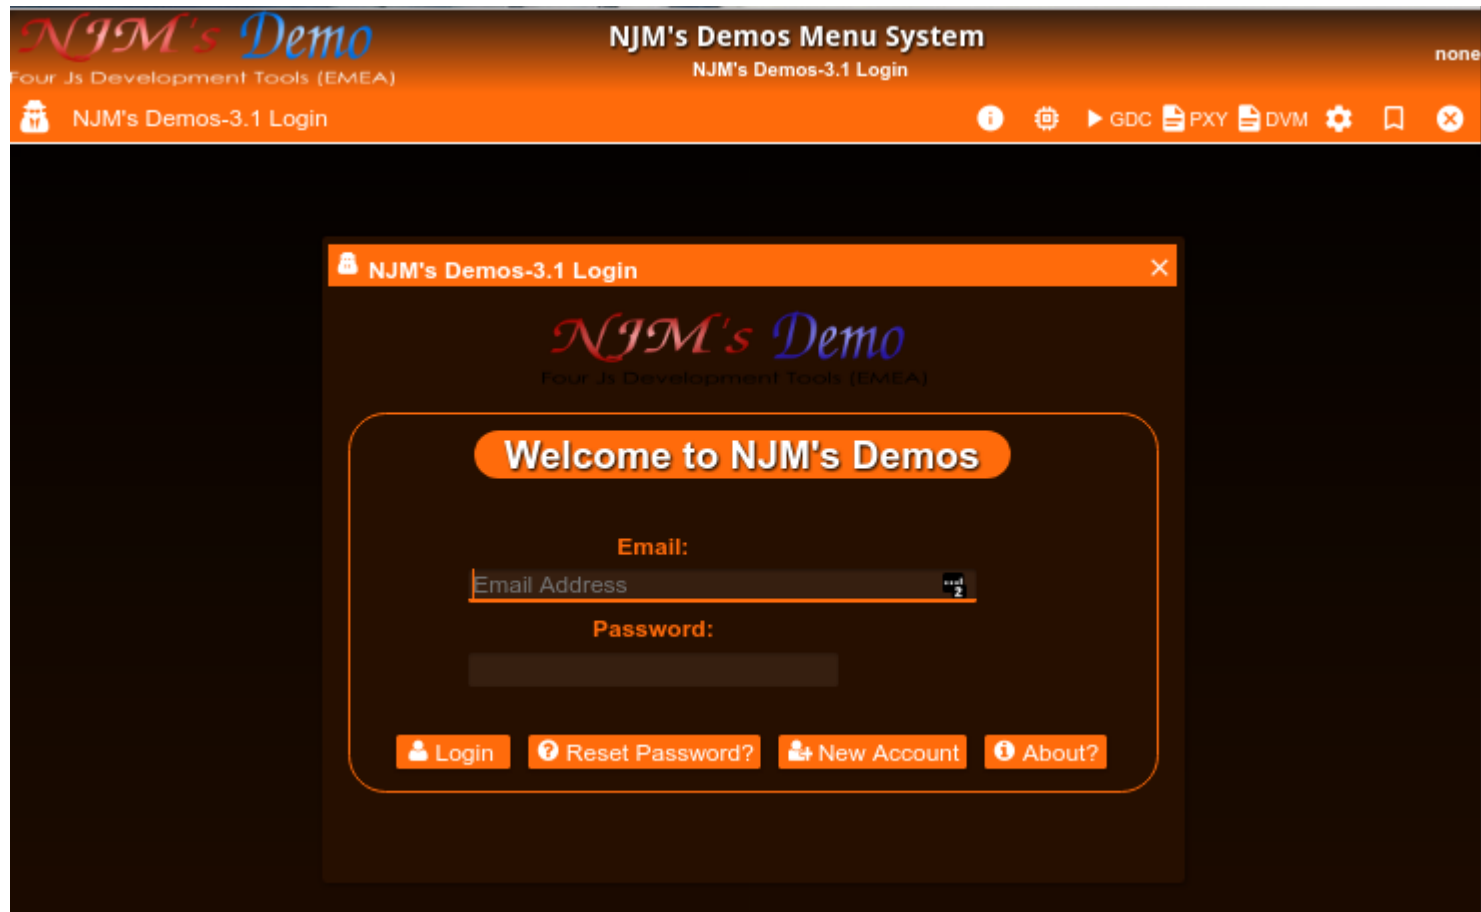 NJM's Demo
Four Js Development Tools (EMEA)
NJM's Demos Menu System
NJM's Demos-3.1 Login
none
NJM's Demos-3.1 Login
GDC PXY DVM
NJM's Demos-3.1 Login
NJM's Demo
Four Js Development Tools (EMEA)
Welcome to NJM's Demos
Email:
Email Address
2
Password:
Login Reset Password? New Account About?